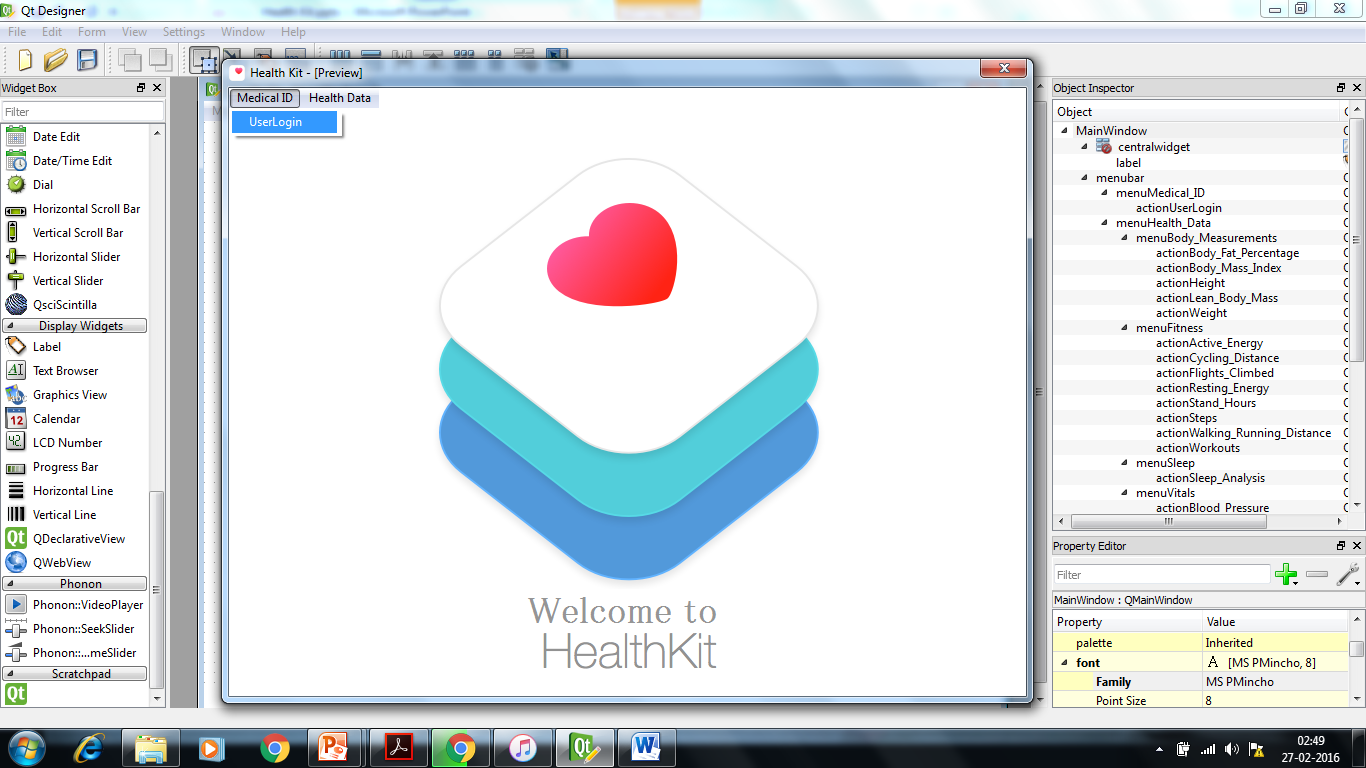 Qt Designer
File Edit Form View Settings Window Help
Widget Box
Filter
Date Edit
Date/Time Edit
Dial
Horizontal Scroll Bar
Vertical Scroll Bar
Horizontal Slider
Vertical Slider
QsciScintilla
Display Widgets
Label
Text Browser
Graphics View
Calendar
LCD Number
Progress Bar
Horizontal Line
Vertical Line
QDeclarativeView
QWebView
Phonon
Phonon::VideoPlayer
Phonon::SeekSlider
Phonon::...meSlider
Scratchpad
Health Kit - [Preview]
Medical ID Health Data
UserLogin
Welcome to
HealthKit
Object Inspector
Object
MainWindow
centralwidget
label
menubar
menuMedical_ID
actionUserLogin
menuHealth_Data
menuBody_Measurements
actionBody_Fat_Percentage
actionBody_Mass_Index
actionHeight
actionLean_Body_Mass
actionWeight
menuFitness
actionActive_Energy
actionCycling_Distance
actionFlights_Climbed
actionResting_Energy
actionStand_Hours
actionSteps
actionWalking_Running_Distance
actionWorkouts
menuSleep
actionSleep_Analysis
menuVitals
actionBlood_Pressure
Property Editor
Filter
MainWindow : QMainWindow
Property Value
palette Inherited
font [MS PMincho, 8]
Family MS PMincho
Point Size 8
02:49
27-02-2016